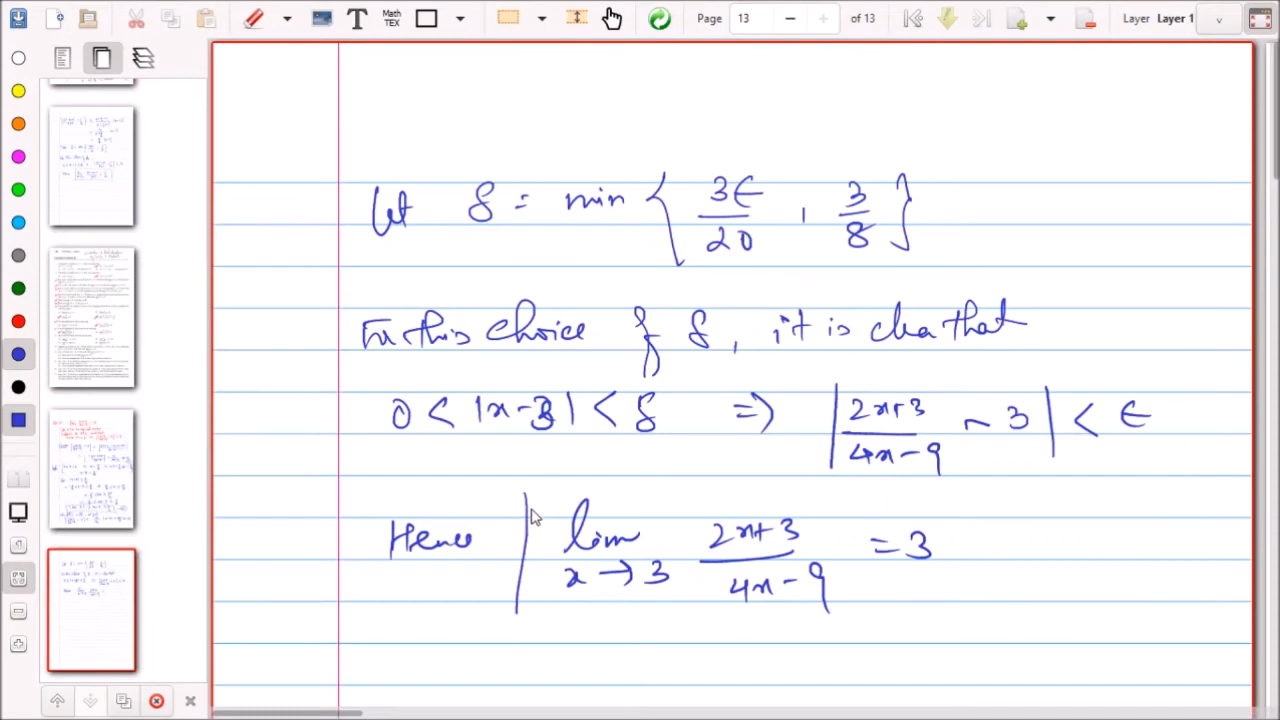 Math
TEX
Page 13 of 13 Layer Layer 1
Let δ = min { 3ϵ/20 , 3/8 }
For this choice of δ, it is clear that
0 < |x-3| < δ => | (2x+3)/(4x-9) ~ 3 | < ϵ
Hence | lim x→3 (2x+3)/(4x-9) = 3